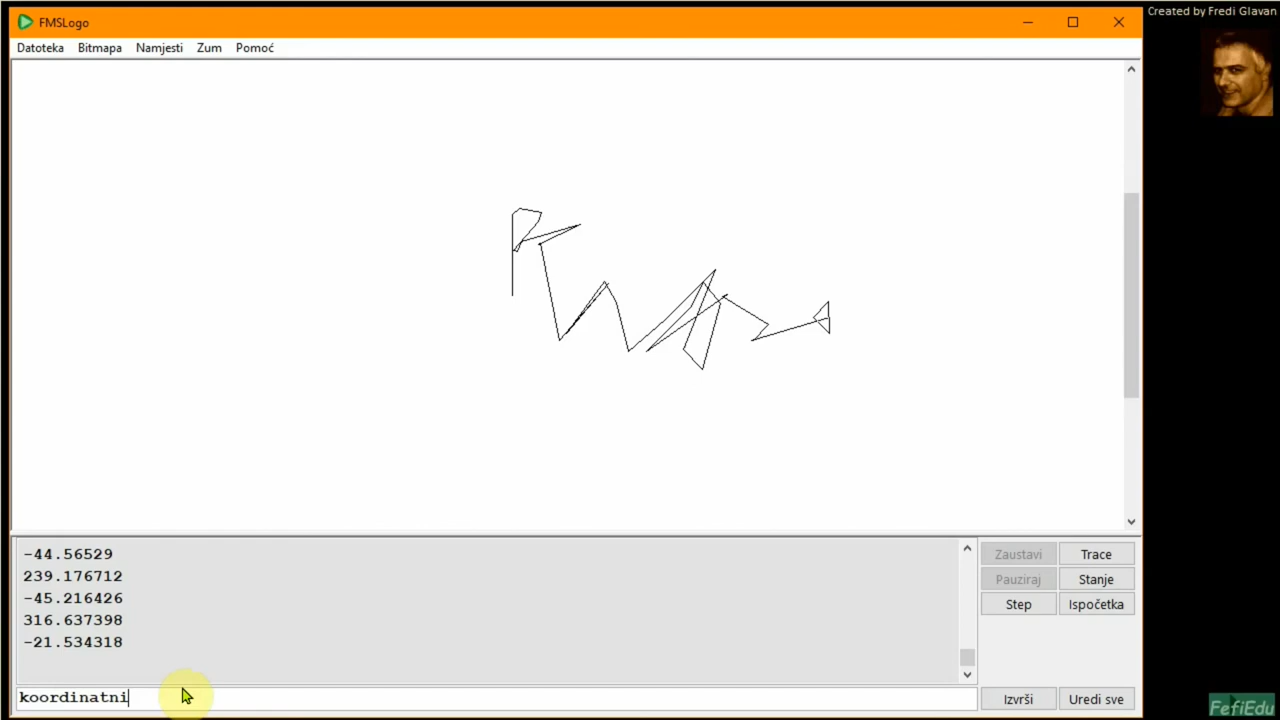 FMSLogo
Created by Fredi Glavan
Datoteka Bitmapa Namjesti Zum Pomoć
-44.56529
239.176712
-45.216426
316.637398
-21.534318
Zaustavi Trace
Pauziraj Stanje
Step Ispočetka
koordinatni
Izvrši Uredi sve
FefiEdu